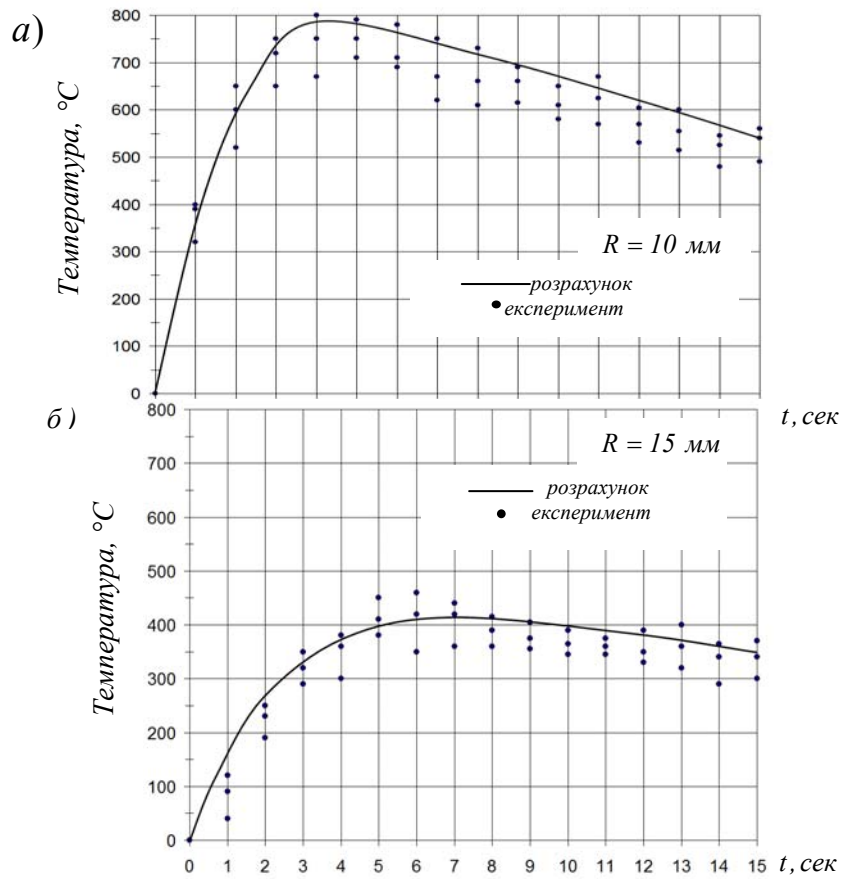 а)
Температура, °С
800
700
600
500
400
300
200
100
0
R = 10 мм
розрахунок
експеримент
t, сек
б)
Температура, °С
800
700
600
500
400
300
200
100
0
R = 15 мм
розрахунок
експеримент
0 1 2 3 4 5 6 7 8 9 10 11 12 13 14 15 t, сек